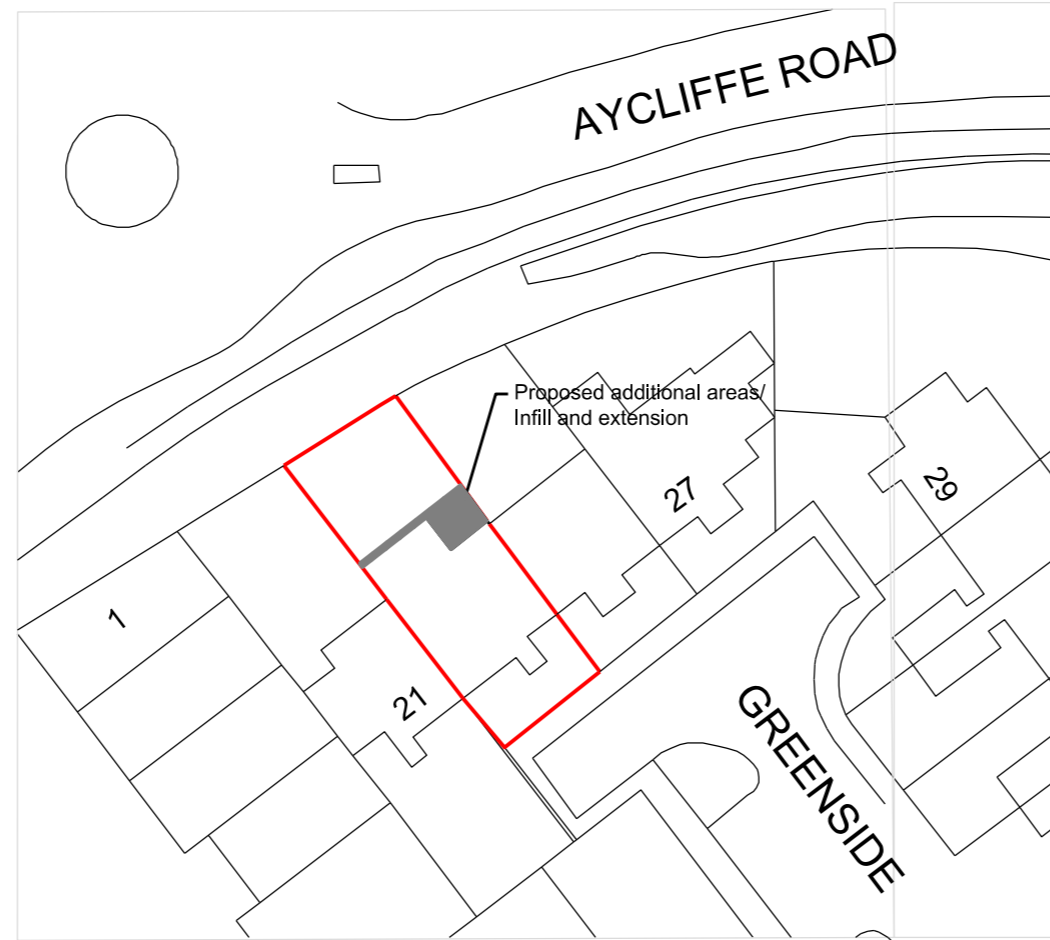 AYCLIFFE ROAD
Proposed additional areas/
Infill and extension
27
29
1
21
GREENSIDE